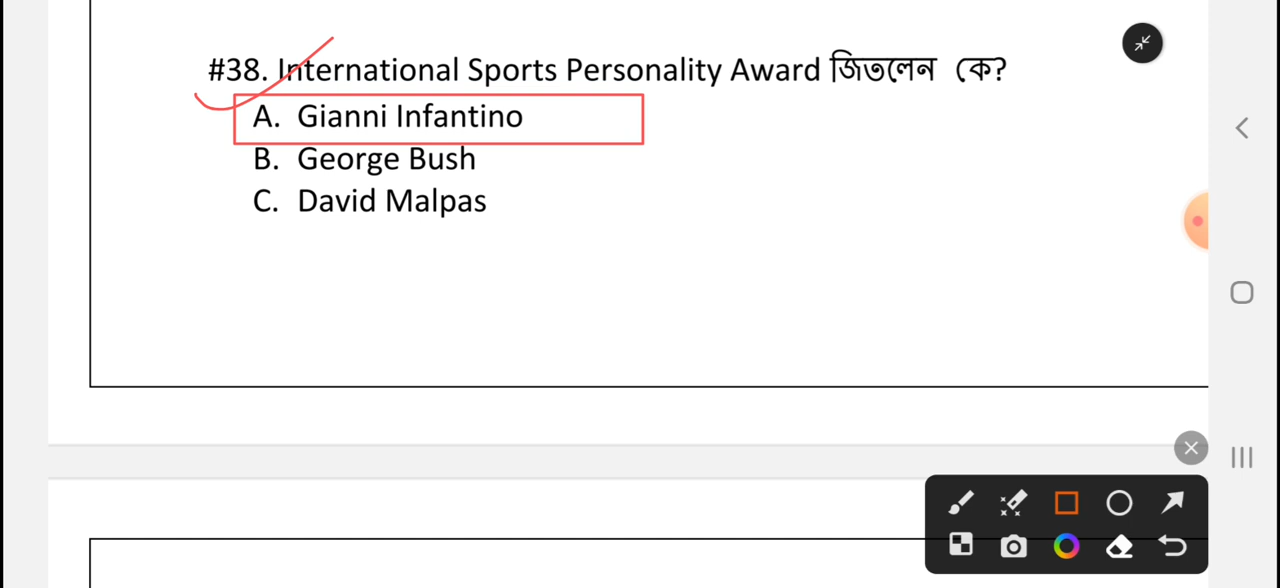 #38. International Sports Personality Award জিতলেন কে?
A. Gianni Infantino
B. George Bush
C. David Malpas